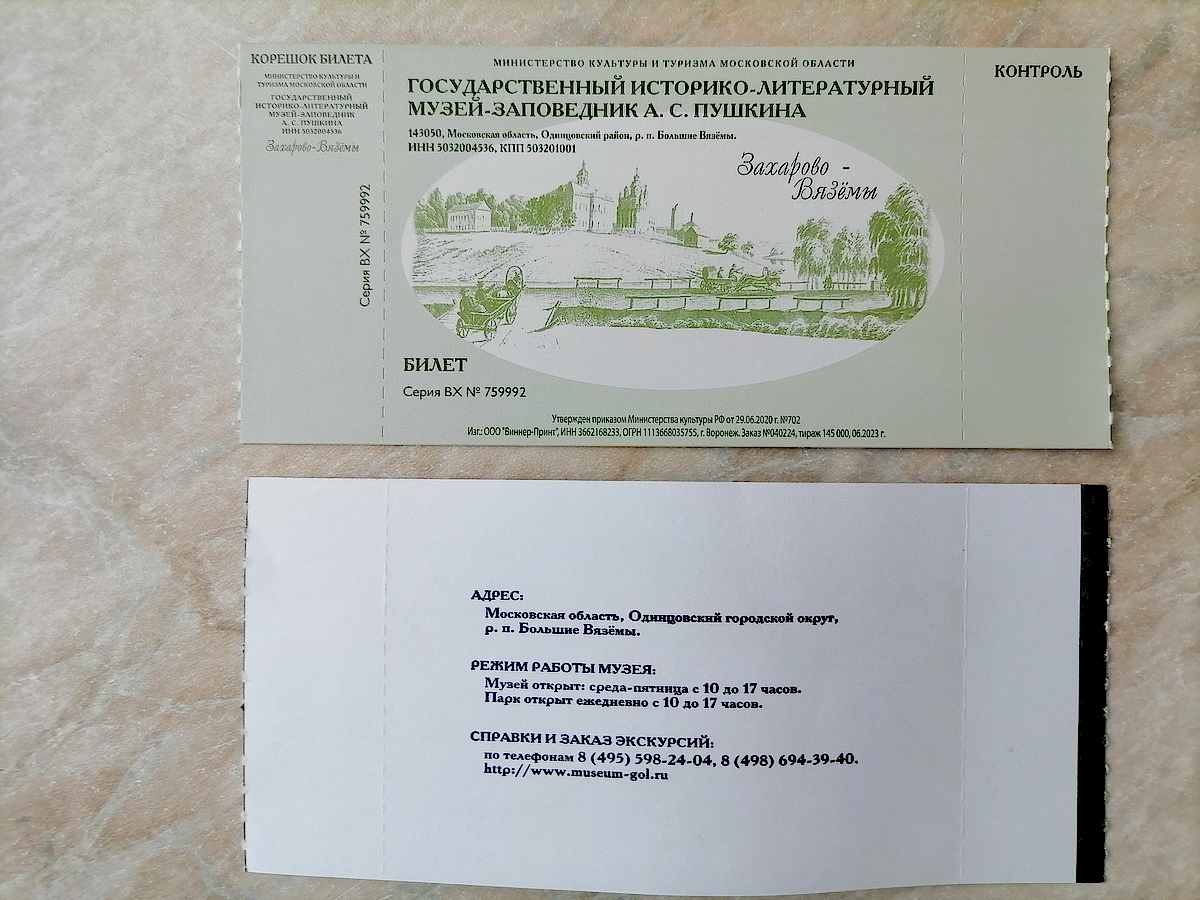 КОРЕШОК БИЛЕТА
МИНИСТЕРСТВО КУЛЬТУРЫ И
ТУРИЗМА МОСКОВСКОЙ ОБЛАСТИ
ГОСУДАРСТВЕННЫЙ
ИСТОРИКО-ЛИТЕРАТУРНЫЙ
МУЗЕЙ-ЗАПОВЕДНИК
А. С. ПУШКИНА
ИНН 5032004536
Захарово-Вязёмы
Серия ВХ № 759992
МИНИСТЕРСТВО КУЛЬТУРЫ И ТУРИЗМА МОСКОВСКОЙ ОБЛАСТИ
ГОСУДАРСТВЕННЫЙ ИСТОРИКО-ЛИТЕРАТУРНЫЙ
МУЗЕЙ-ЗАПОВЕДНИК А. С. ПУШКИНА
143050, Московская область, Одинцовский район, р. п. Большие Вязёмы.
ИНН 5032004536, КПП 503201001
Захарово -
Вязёмы
БИЛЕТ
Серия ВХ № 759992
Утвержден приказом Министерства культуры РФ от 29.06.2020 г. №702
Изг.: ООО "Виннер-Принт", ИНН 3662168233, ОГРН 1113668035755, г. Воронеж. Заказ №040224, тираж 145 000, 06.2023 г.
КОНТРОЛЬ
АДРЕС:
Московская область, Одинцовский городской округ,
р. п. Большие Вязёмы.
РЕЖИМ РАБОТЫ МУЗЕЯ:
Музей открыт: среда-пятница с 10 до 17 часов.
Парк открыт ежедневно с 10 до 17 часов.
СПРАВКИ И ЗАКАЗ ЭКСКУРСИЙ:
по телефонам 8 (495) 598-24-04, 8 (498) 694-39-40.
http://www.museum-gol.ru